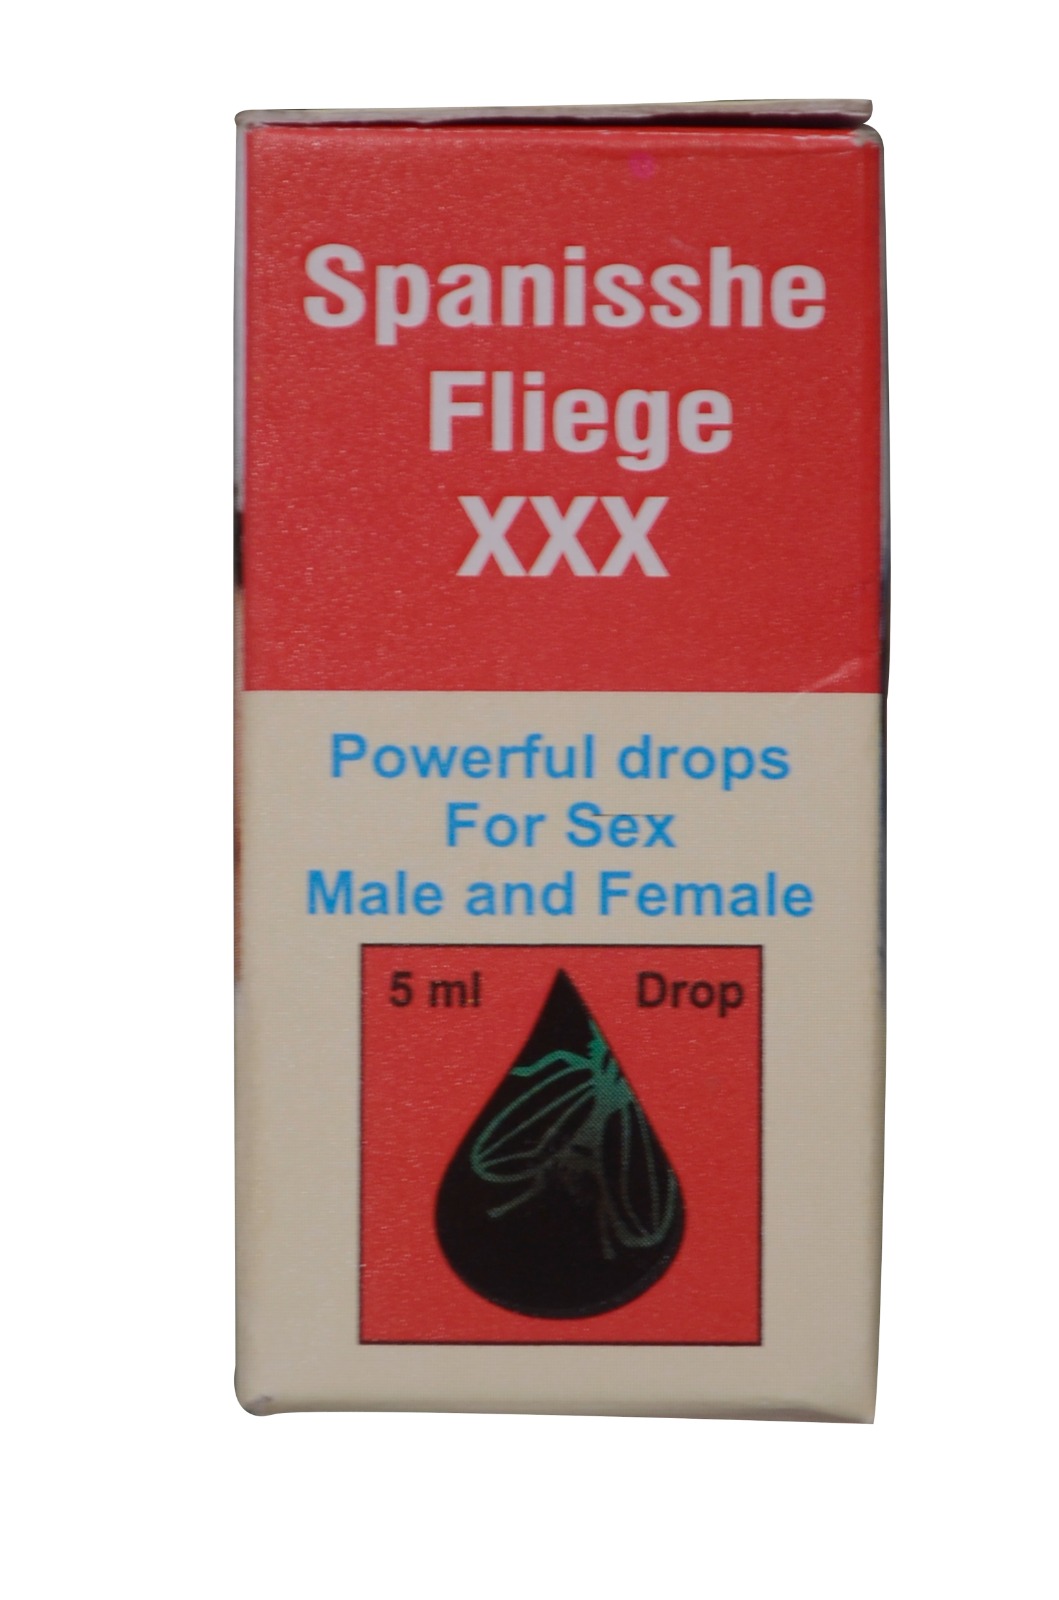 Spanisshe
Fliege
XXX
Powerful drops
For Sex
Male and Female
5 ml Drop